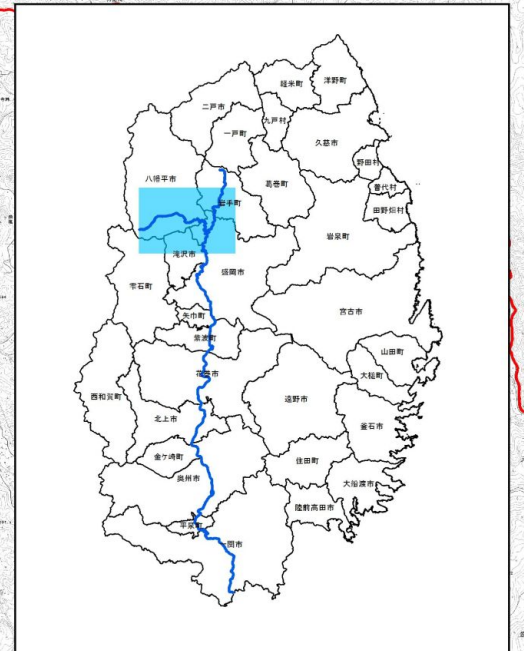 洋野町
軽米町
二戸市
九戸村
一戸町
久慈市
野田村
八幡平市
葛巻町
普代村
岩手町
田野畑村
岩泉町
滝沢市
盛岡市
雫石町
宮古市
矢巾町
紫波町
山田町
大槌町
花巻市
西和賀町
遠野市
北上市
釜石市
金ケ崎町
住田町
奥州市
大船渡市
陸前高田市
平泉町
一関市